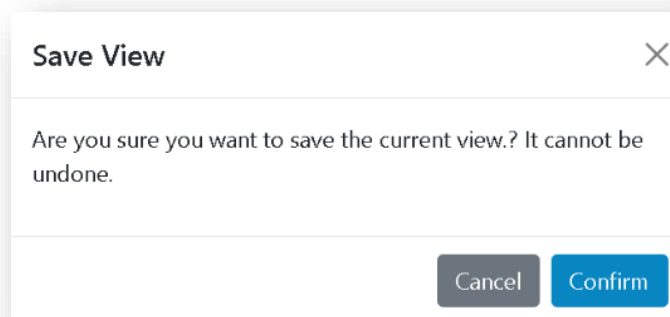 Save View
Are you sure you want to save the current view.? It cannot be
undone.
Cancel Confirm